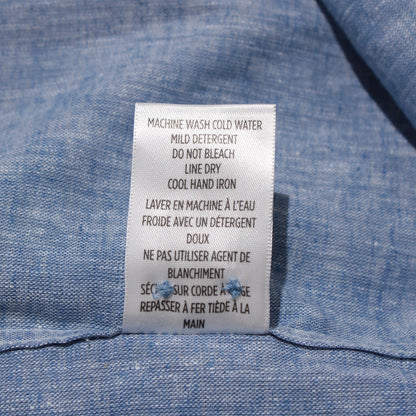 MACHINE WASH COLD WATER
MILD DETERGENT
DO NOT BLEACH
LINE DRY
COOL HAND IRON
LAVER EN MACHINE À L'EAU
FROIDE AVEC UN DÉTERGENT
DOUX
NE PAS UTILISER AGENT DE
BLANCHIMENT
SUR CORDE À
REPASSER À FER TIÈDE À LA
MAIN